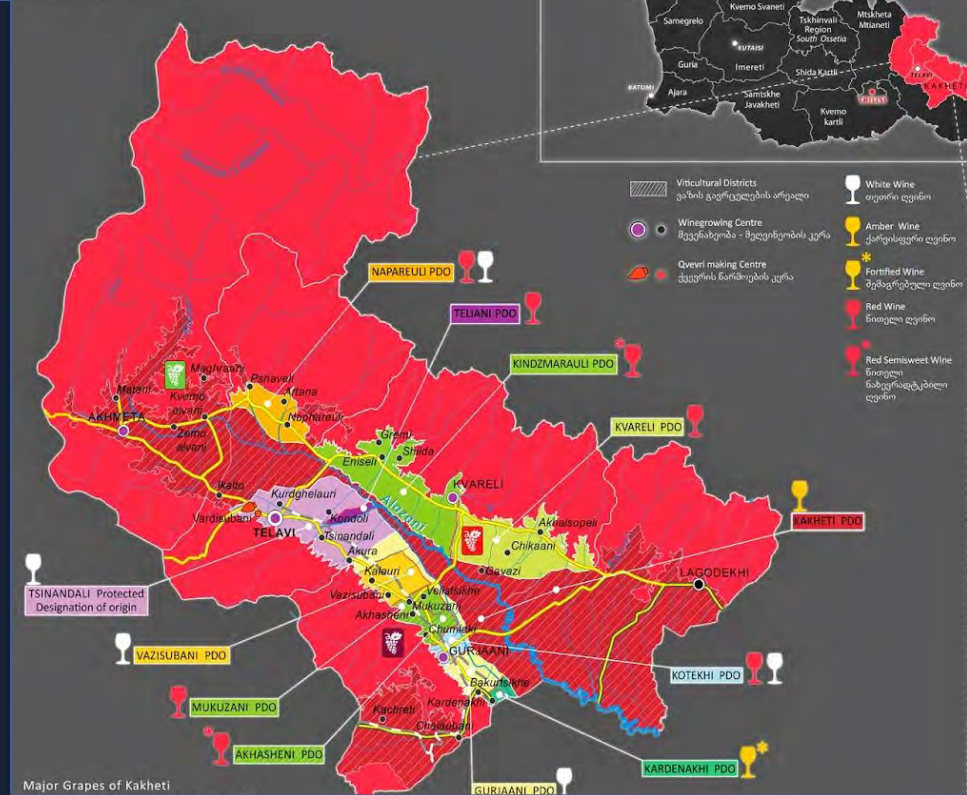 Kvemo Svaneti
Samegrelo
Tskhinvali
Region
South Ossetia
Mtskheta
Mtianeti
KUTAISI
Guria
Imereti
Shida Kartli
TELAVI
KAKHETI
BATUMI
Ajara
Samtskhe
Javakheti
TBILISI
Kvemo
kartli
Viticultural Districts
ვაზის გავრცელების არეალი
Winegrowing Centre
მევენახეობა - მეღვინეობის კერა
Qvevri making Centre
ქვევრის წარმოების კერა
White Wine
თეთრი ღვინო
Amber Wine
ქარვისფერი ღვინო
Fortified Wine
შემაგრებული ღვინო
Red Wine
წითელი ღვინო
Red Semisweet Wine
წითელი
ნახევრადტკბილი
ღვინო
NAPAREULI PDO
TELIANI PDO
KINDZMARAULI PDO
KVARELI PDO
KAKHETI PDO
Maghraani
Pshaveli
Matani
Kvemo
alvani
Artana
Naphareuli
AKHMETA
Zemo
alvani
Gremi
Shilda
Eniseli
Ikalto
Kurdghelauri
KVARELI
Vardisubani
Kondoli
Alazani
Akhalsopeli
TELAVI
Tsinandali
Chikaani
Akura
Gavazi
Kalauri
LAGODEKHI
TSINANDALI Protected
Designation of origin
Vazisubani
Velistsikhe
Mukuzani
Akhasheni
Chumlaki
VAZISUBANI PDO
GURJAANI
KOTEKHI PDO
Bakurtsikhe
Kardenakhi
MUKUZANI PDO
Kachreti
Chalaubani
AKHASHENI PDO
KARDENAKHI PDO
Major Grapes of Kakheti
GURJAANI PDO